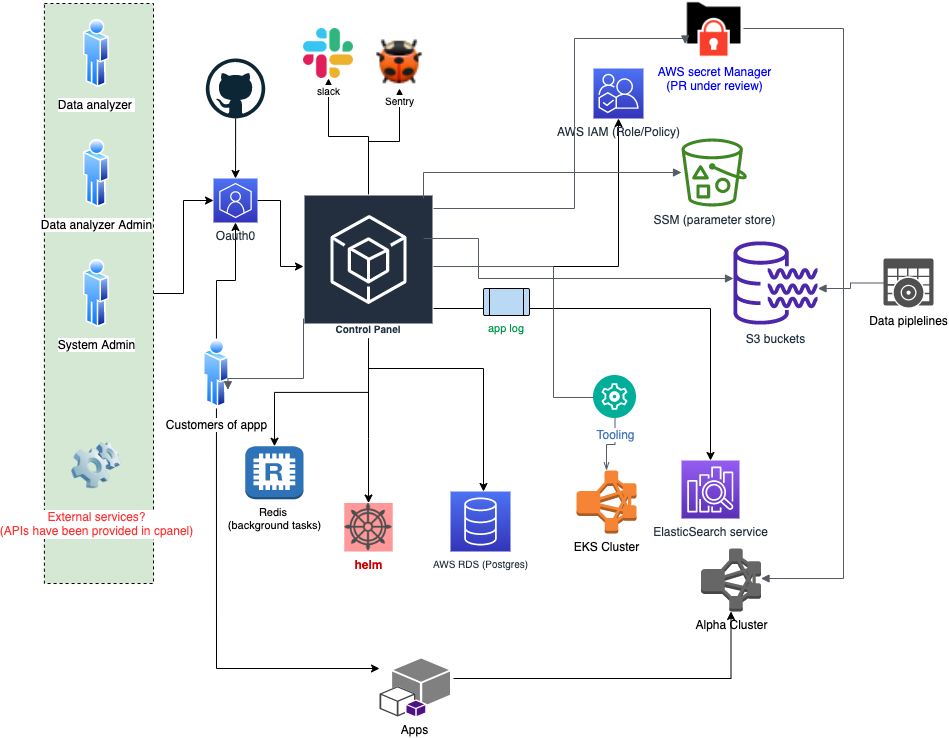 Data analyzer
Data analyzer Admin
System Admin
External services?
(APIs have been provided in cpanel)
slack
Sentry
Oauth0
Control Panel
Customers of appp
AWS secret Manager
(PR under review)
AWS IAM (Role/Policy)
SSM (parameter store)
S3 buckets
Data piplelines
app log
Tooling
R
Redis
(background tasks)
helm
AWS RDS (Postgres)
EKS Cluster
ElasticSearch service
Alpha Cluster
Apps